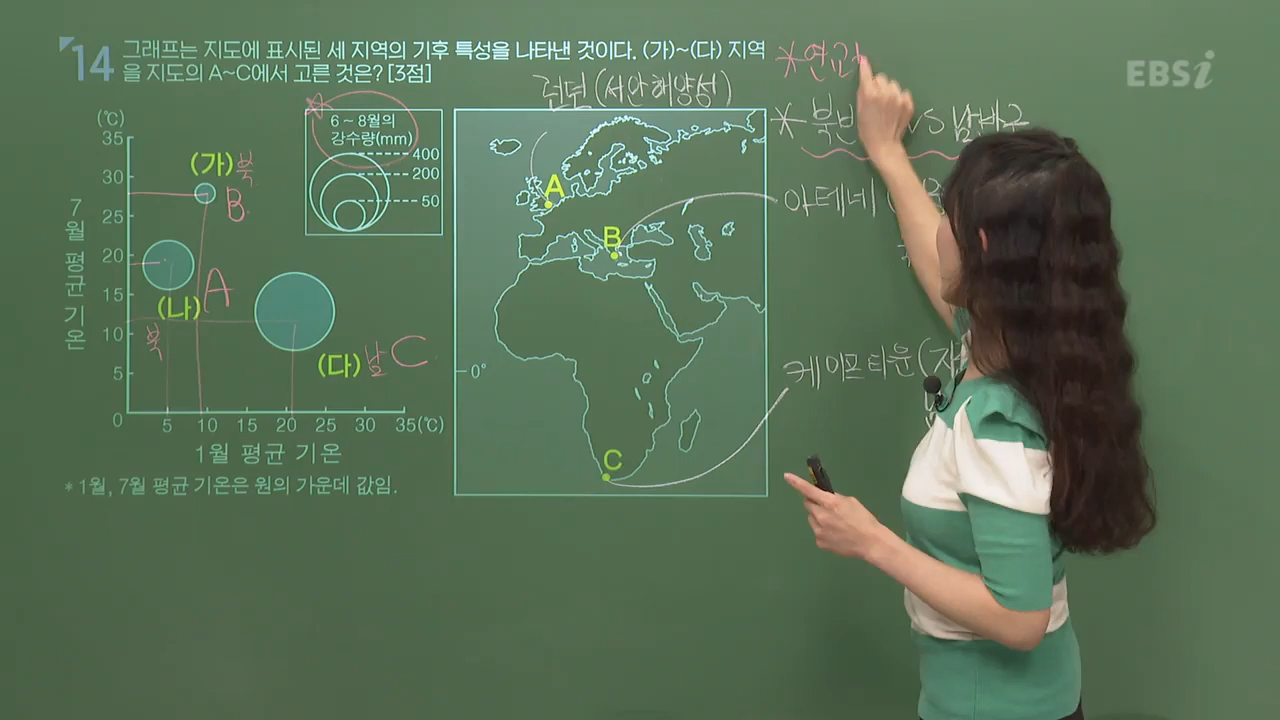 14 그래프는 지도에 표시된 세 지역의 기후 특성을 나타낸 것이다. (가)~(다) 지역
을 지도의 A~C에서 고른 것은? [3점]
EBSi
런던 (서안해양성)
VS 남반구
아테네
케이프타운 (
(℃)
35
30
25
20
15
10
5
0
7월 평균 기온
(가) 북
B
(나)
A
북
(다) 남 C
5 10 15 20 25 30 35(℃)
1월 평균 기온
6~8월의
강수량(mm)
400
200
50
A
B
C
0°
* 1월, 7월 평균 기온은 원의 가운데 값임.